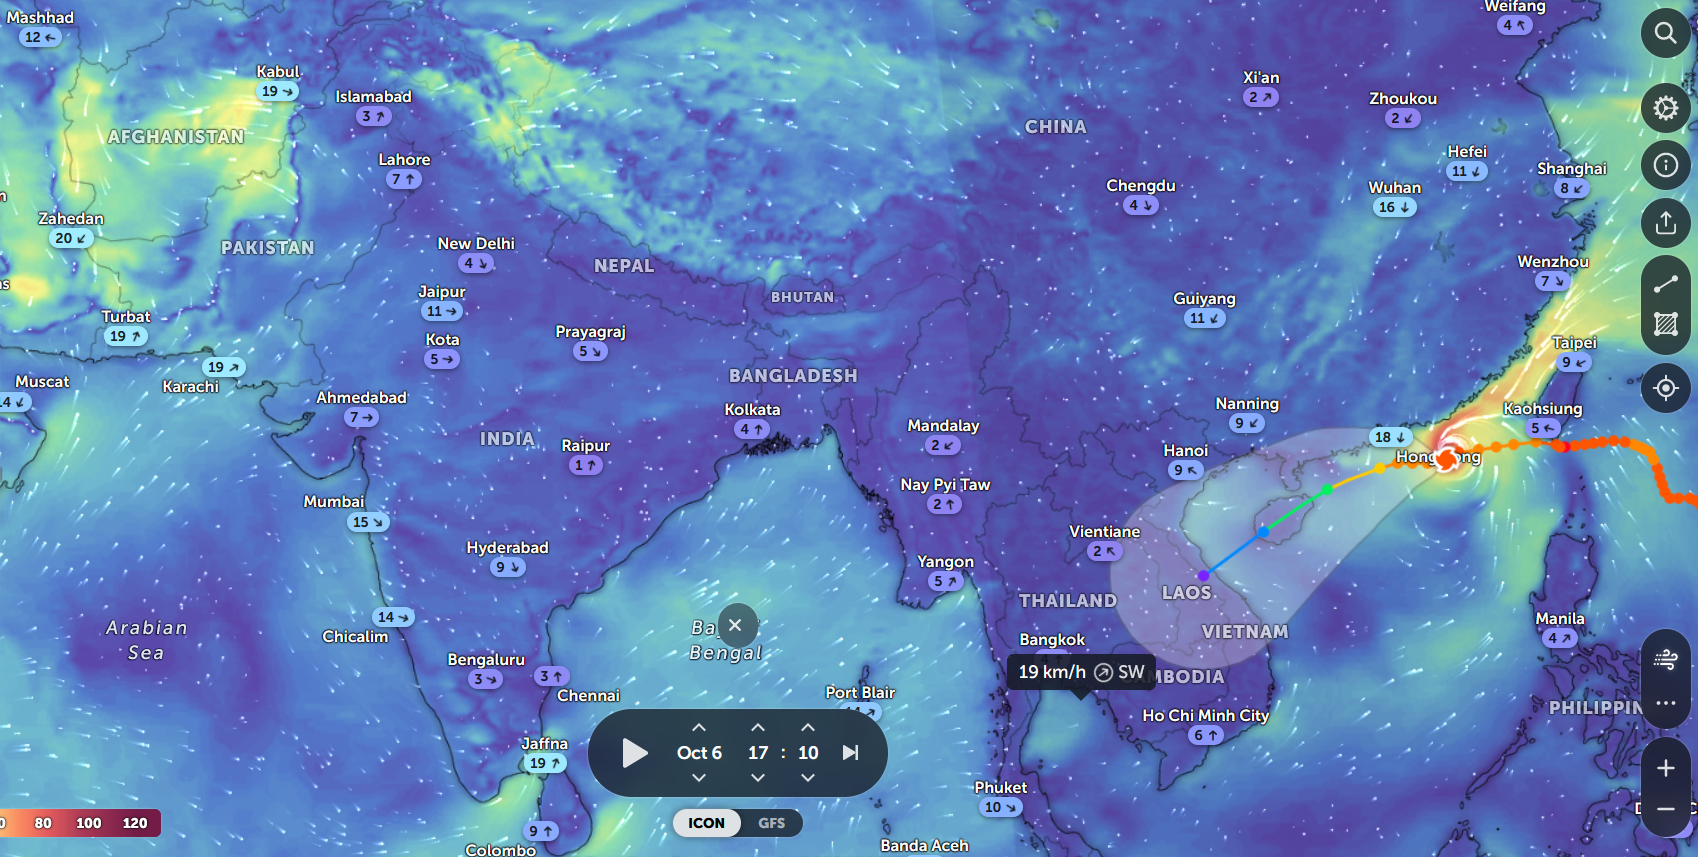 Mashhad
12
Weifang
4
Kabul
19
Islamabad
3
Xi'an
2
Zhoukou
2
AFGHANISTAN
CHINA
Lahore
7
Hefei
11
Shanghai
8
Chengdu
4
Wuhan
16
Zahedan
20
PAKISTAN
New Delhi
4
NEPAL
Wenzhou
7
Jaipur
11
BHUTAN
Guiyang
11
Turbat
19
Kota
5
Prayagraj
5
Taipei
9
Karachi
19
Muscat
14
BANGLADESH
Ahmedabad
7
Kolkata
4
Nanning
9
Kaohsiung
5
INDIA
Raipur
1
Mandalay
2
Hanoi
9
18
Hong Kong
Nay Pyi Taw
2
Mumbai
15
Vientiane
2
Hyderabad
9
Yangon
5
LAOS
THAILAND
Chicalim
14
Arabian
Sea
Bengal
VIETNAM
Manila
4
Bangkok
Bengaluru
3
3
Chennai
19 km/h SW
MBODIA
Port Blair
14
PHILIPPIN
Ho Chi Minh City
6
Jaffna
19
Oct 6 17 : 10
Phuket
10
80 100 120
ICON GFS
9
Colombo
Banda Aceh